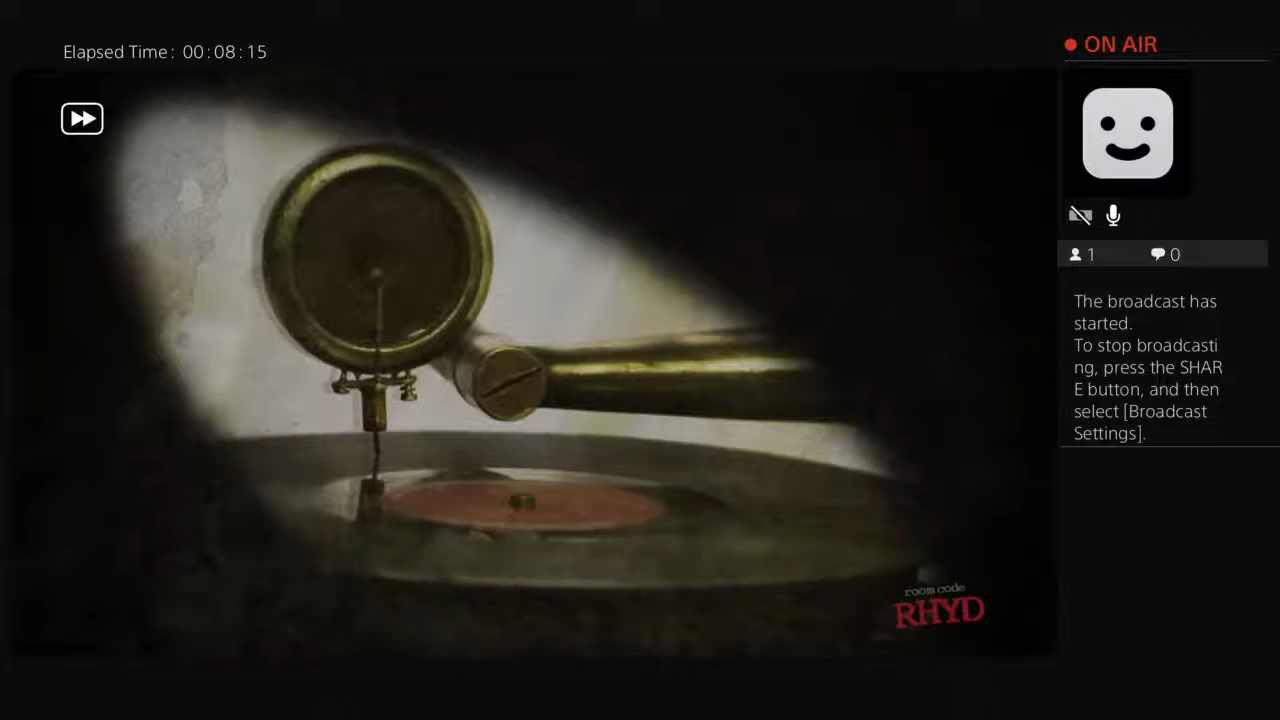 Elapsed Time: 00:08:15
ON AIR
1 0
The broadcast has
started.
To stop broadcasti
ng, press the SHAR
E button, and then
select [Broadcast
Settings].
room code
RHYD